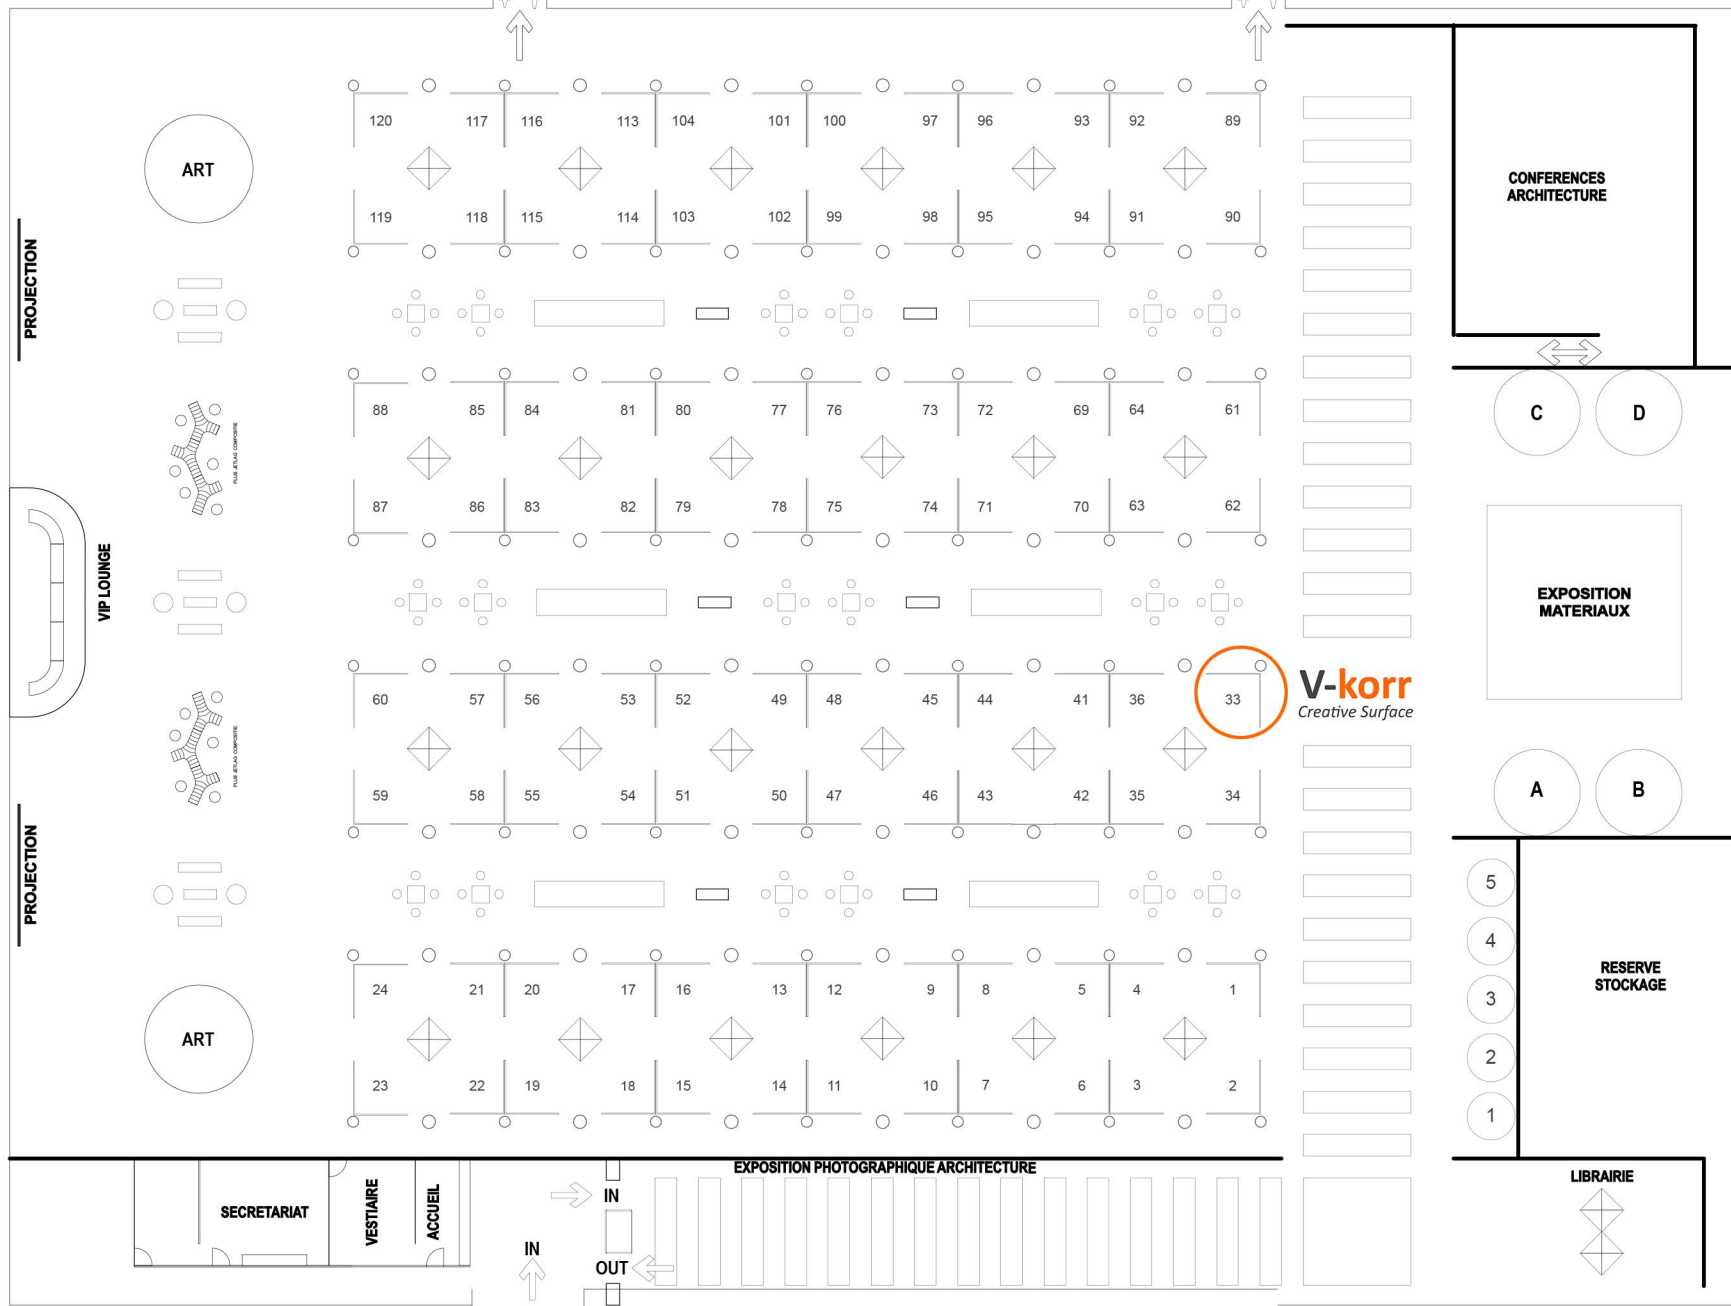 120 117 116 113 104 101 100 97 96 93 92 89
ART
CONFERENCES
ARCHITECTURE
119 118 115 114 103 102 99 98 95 94 91 90
PROJECTION
88 85 84 81 80 77 76 73 72 69 64 61
C D
PLUS JETLAG COMPOSITE
87 86 83 82 79 78 75 74 71 70 63 62
VIP LOUNGE
EXPOSITION
MATERIAUX
60 57 56 53 52 49 48 45 44 41 36 33
V-korr
Creative Surface
PLUS JETLAG COMPOSITE
59 58 55 54 51 50 47 46 43 42 35 34
A B
PROJECTION
5
4
RESERVE
STOCKAGE
24 21 20 17 16 13 12 9 8 5 4 1
3
ART
2
23 22 19 18 15 14 11 10 7 6 3 2
1
EXPOSITION PHOTOGRAPHIQUE ARCHITECTURE
LIBRAIRIE
SECRETARIAT
VESTIAIRE
ACCUEIL
IN
IN
OUT